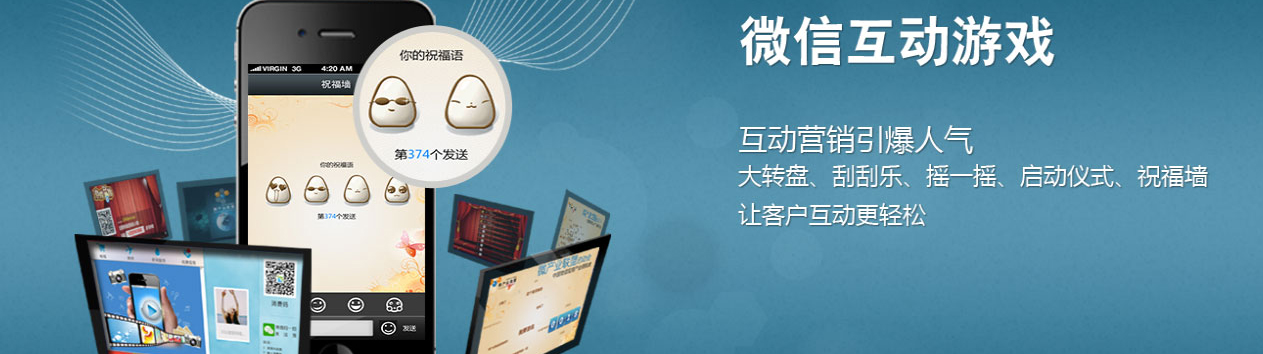 微信互动游戏
互动营销引爆人气
大转盘、刮刮乐、摇一摇、启动仪式、祝福墙
让客户互动更轻松
你的祝福语
第374个发送
VIRGIN 3G 4:20 AM
祝福墙
你的祝福语
第374个发送
发送